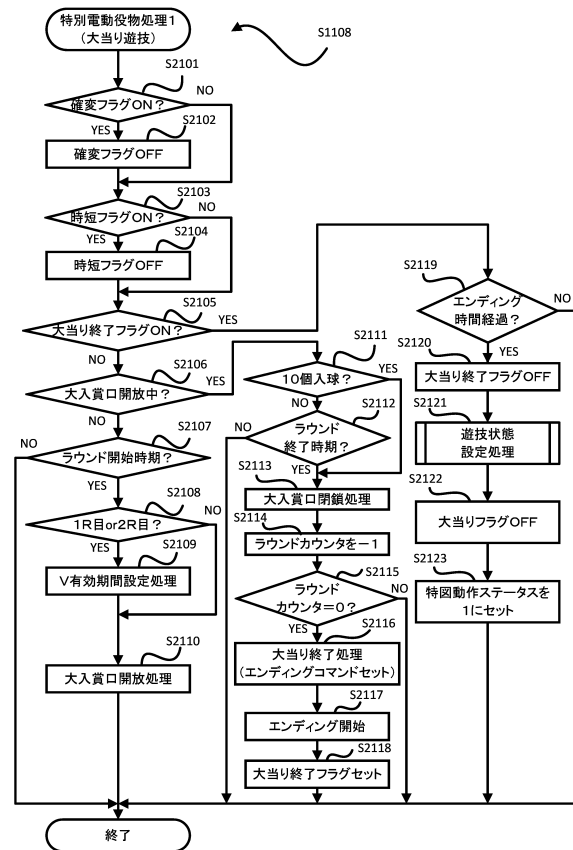 特別電動役物処理１
（大当り遊技）
S1108
S2101
確変フラグON？
NO
YES
S2102
確変フラグOFF
S2103
時短フラグON？
NO
YES
S2104
時短フラグOFF
S2105
大当り終了フラグON？
YES
NO
S2106
大入賞口開放中？
YES
NO
S2107
NO
ラウンド開始時期？
YES
S2108
1R目or2R目？
NO
YES
S2109
V有効期間設定処理
S2110
大入賞口開放処理
終了
S2111
10個入球？
YES
NO
S2112
NO
ラウンド
終了時期？
YES
S2113
大入賞口閉鎖処理
S2114
ラウンドカウンタを－1
S2115
ラウンド
カウンタ＝0？
NO
YES
S2116
大当り終了処理
（エンディングコマンドセット）
S2117
エンディング開始
S2118
大当り終了フラグセット
S2119
エンディング
時間経過？
NO
YES
S2120
大当り終了フラグOFF
S2121
遊技状態
設定処理
S2122
大当りフラグOFF
S2123
特図動作ステータスを
1にセット